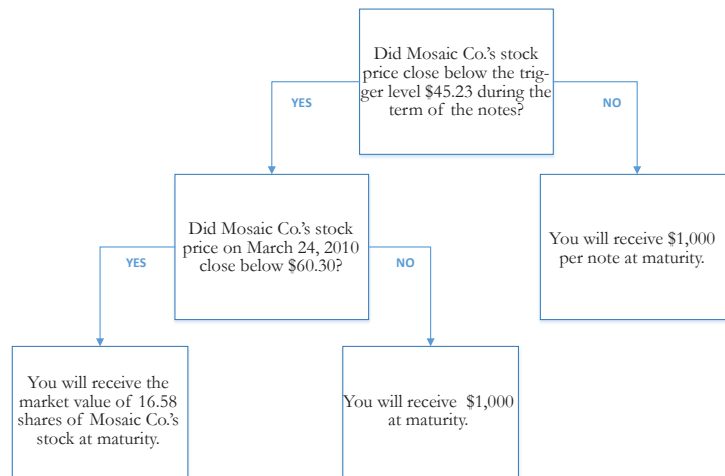 Did Mosaic Co.'s stock
price close below the trig-
ger level $45.23 during the
term of the notes?
YES
NO
Did Mosaic Co.'s stock
price on March 24, 2010
close below $60.30?
You will receive $1,000
per note at maturity.
YES
NO
You will receive the
market value of 16.58
shares of Mosaic Co.'s
stock at maturity.
You will receive $1,000
at maturity.